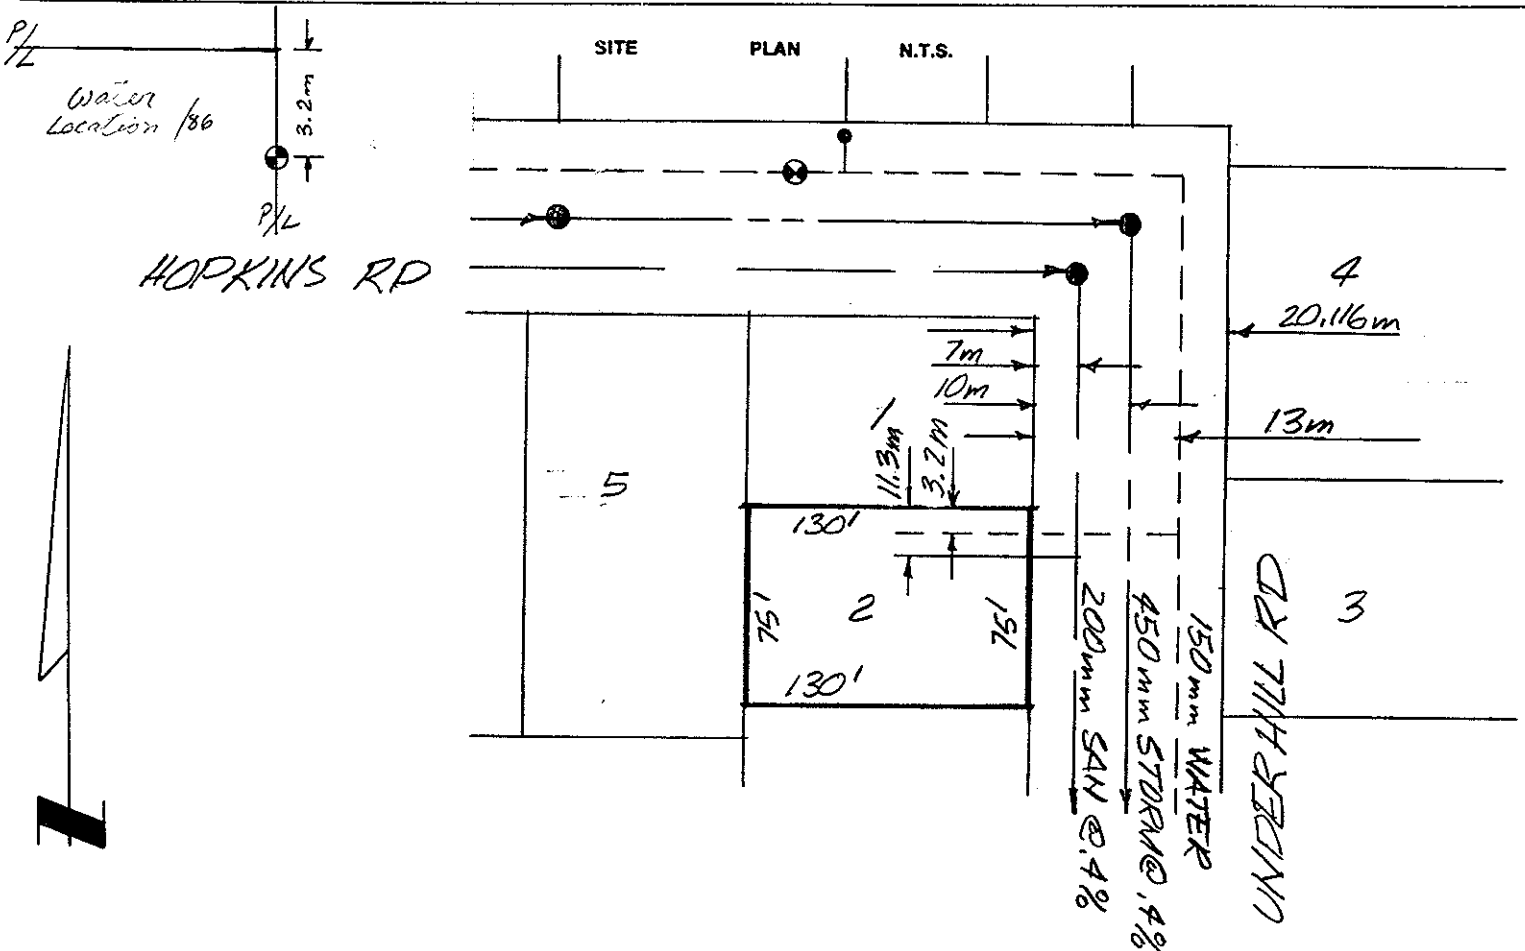 SITE PLAN N.T.S.
P/L
Water
Location /86
3.2m
P/L
HOPKINS RD
4
20.116m
7m
10m
1
13m
11.3m
3.2m
5
130'
75'
2
75'
130'
3
200mm SAN @ .4%
450mm STORM @ .4%
150mm WATER
UNDERHILL RD